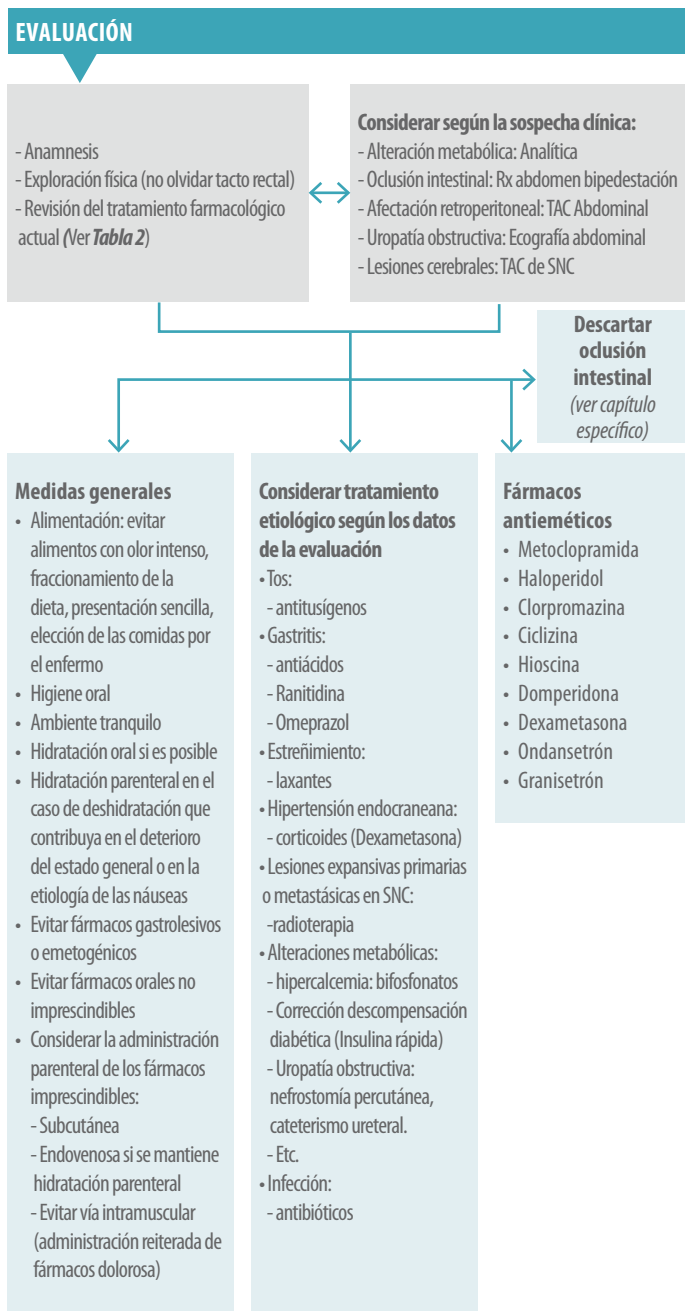 EVALUACIÓN
- Anamnesis
- Exploración física (no olvidar tacto rectal)
- Revisión del tratamiento farmacológico
actual (Ver Tabla 2)
Considerar según la sospecha clínica:
- Alteración metabólica: Analítica
- Oclusión intestinal: Rx abdomen bipedestación
- Afectación retroperitoneal: TAC Abdominal
- Uropatía obstructiva: Ecografía abdominal
- Lesiones cerebrales: TAC de SNC
Descartar
oclusión
intestinal
(ver capítulo
específico)
Medidas generales
• Alimentación: evitar
alimentos con olor intenso,
fraccionamiento de la
dieta, presentación sencilla,
elección de las comidas por
el enfermo
• Higiene oral
• Ambiente tranquilo
• Hidratación oral si es posible
• Hidratación parenteral en el
caso de deshidratación que
contribuya en el deterioro
del estado general o en la
etiología de las náuseas
• Evitar fármacos gastrolesivos
o emetogénicos
• Evitar fármacos orales no
imprescindibles
• Considerar la administración
parenteral de los fármacos
imprescindibles:
- Subcutánea
- Endovenosa si se mantiene
hidratación parenteral
- Evitar vía intramuscular
(administración reiterada de
fármacos dolorosa)
Considerar tratamiento
etiológico según los datos
de la evaluación
• Tos:
- antitusígenos
• Gastritis:
- antiácidos
- Ranitidina
- Omeprazol
• Estreñimiento:
- laxantes
• Hipertensión endocraneana:
- corticoides (Dexametasona)
• Lesiones expansivas primarias
o metastásicas en SNC:
-radioterapia
• Alteraciones metabólicas:
- hipercalcemia: bifosfonatos
- Corrección descompensación
diabética (Insulina rápida)
- Uropatía obstructiva:
nefrostomía percutánea,
cateterismo ureteral.
- Etc.
• Infección:
- antibióticos
Fármacos
antieméticos
• Metoclopramida
• Haloperidol
• Clorpromazina
• Ciclizina
• Hioscina
• Domperidona
• Dexametasona
• Ondansetrón
• Granisetrón